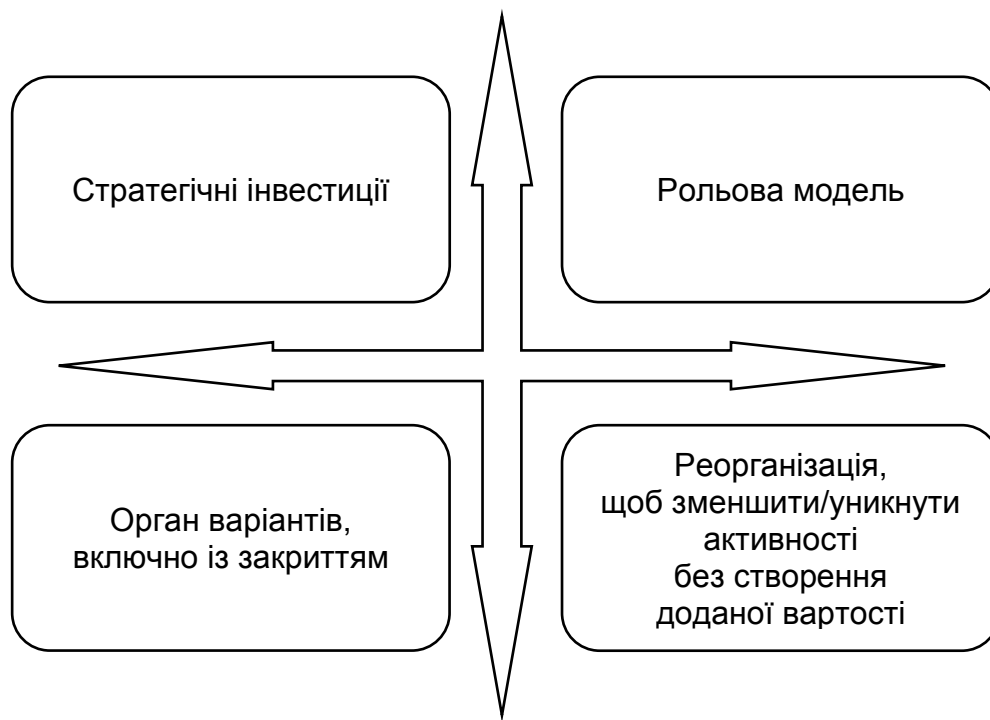 Стратегічні інвестиції
Рольова модель
Орган варіантів,
включно із закриттям
Реорганізація,
щоб зменшити/уникнути
активності
без створення
доданої вартості